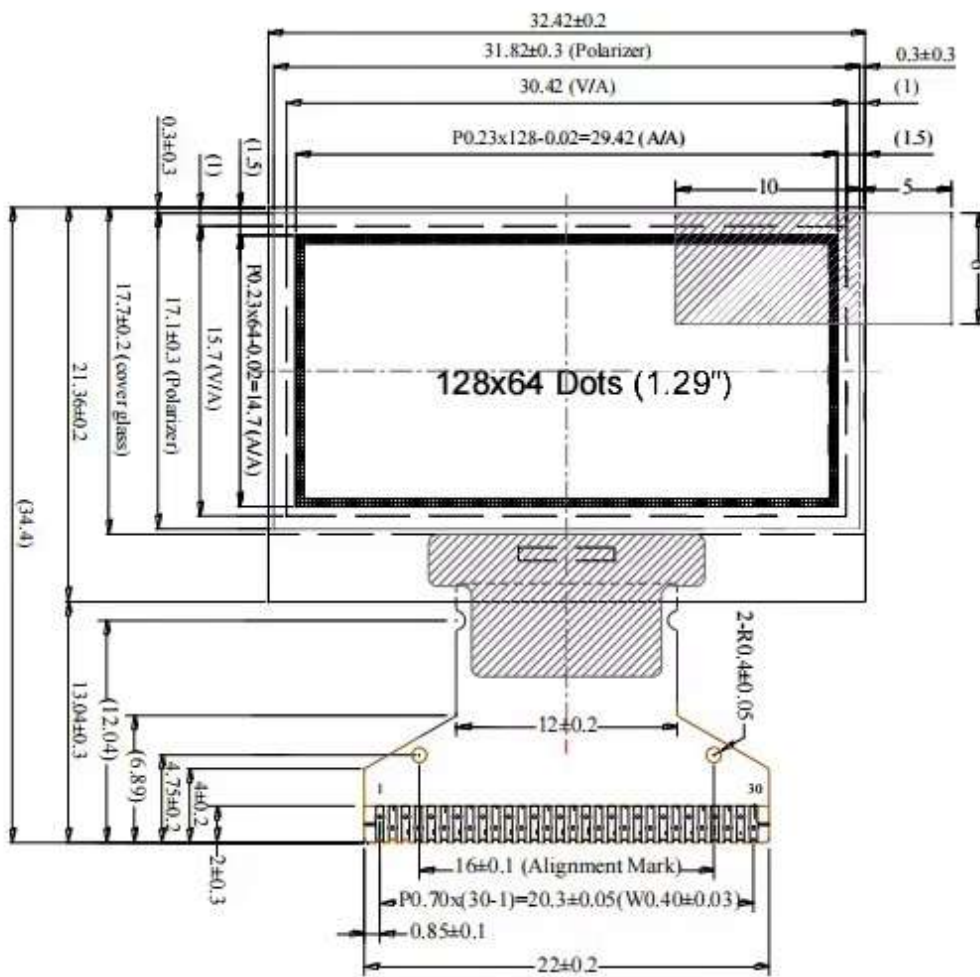 32.42±0.2
31.82±0.3 (Polarizer)
0.3±0.3
30.42 (V/A)
(1)
P0.23x128-0.02=29.42 (A/A)
(1.5)
0.3±0.3
(1)
(1.5)
10
5
(34.4)
21.36±0.2
17.7±0.2 (cover glass)
17.1±0.3 (Polarizer)
15.7 (V/A)
P0.23x64-0.02=14.7 (A/A)
128x64 Dots (1.29")
13.04±0.3
(12.04)
(6.89)
4.75±0.2
4±0.2
2±0.3
2-R0.4±0.05
12±0.2
1
30
16±0.1 (Alignment Mark)
P0.70x(30-1)=20.3±0.05(W0.40±0.03)
0.85±0.1
22±0.2